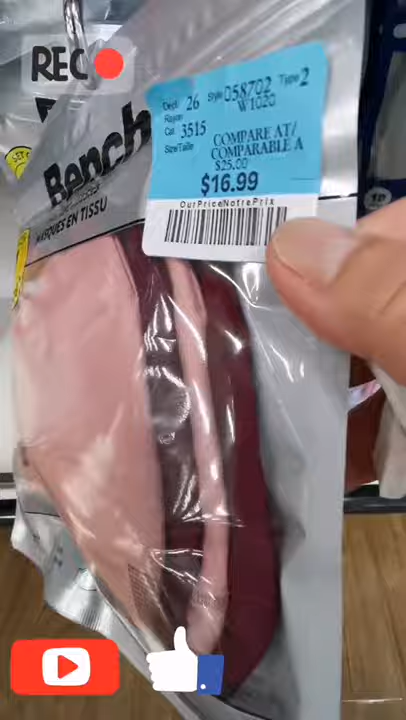 REC
Bench
MASQUES EN TISSU
Dept. 26 Style 058702 Type 2
Rayon W1020
Cat. 3515
Size/Taille
COMPARE AT/
COMPARABLE A
$25.00
$16.99
OurPriceNotrePrix